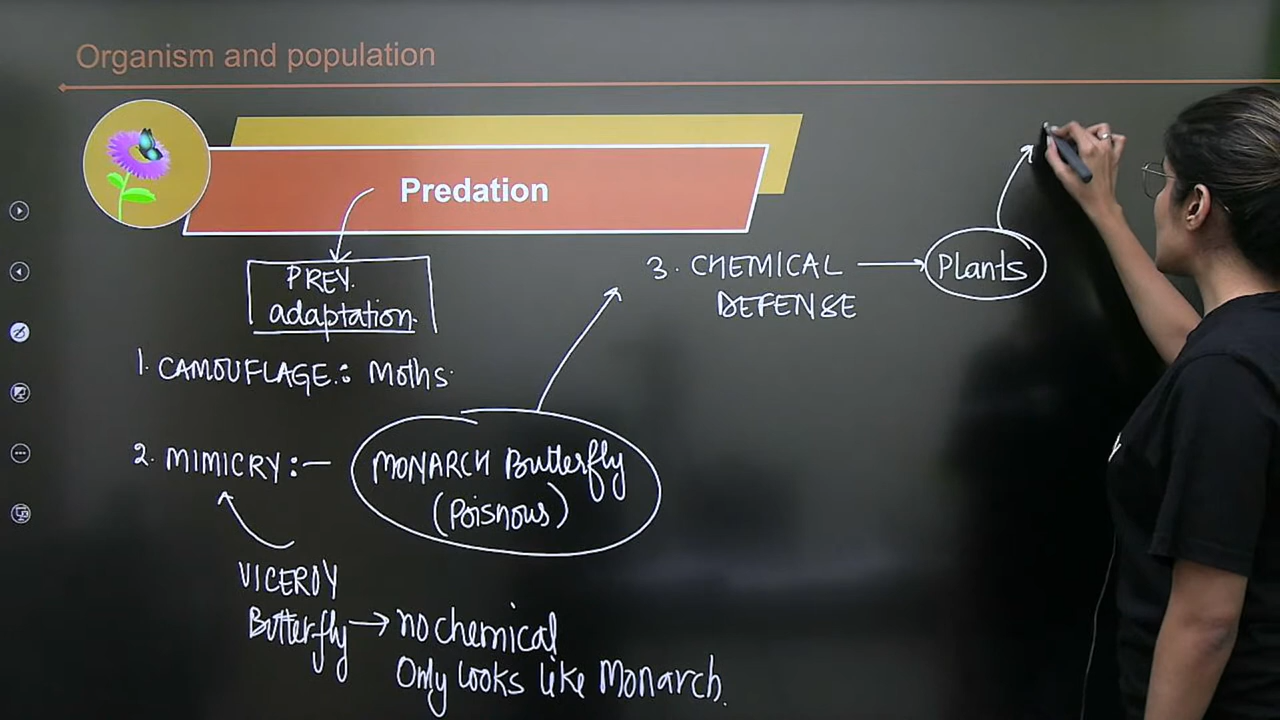 Organism and population
Predation
PREY.
adaptation.
1. CAMOUFLAGE.: Moths.
2. MIMICRY:— MONARCH Butterfly
(Poisnous)
VICEROY
Butterfly → no chemical
Only looks like Monarch.
3. CHEMICAL → Plants
DEFENSE